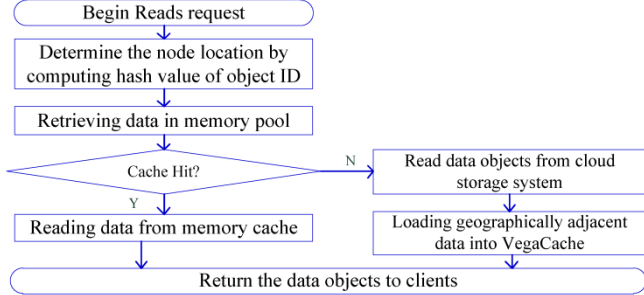 Begin Reads request
Determine the node location by
computing hash value of object ID
Retrieving data in memory pool
Cache Hit?
N
Read data objects from cloud
storage system
Y
Reading data from memory cache
Loading geographically adjacent
data into VegaCache
Return the data objects to clients